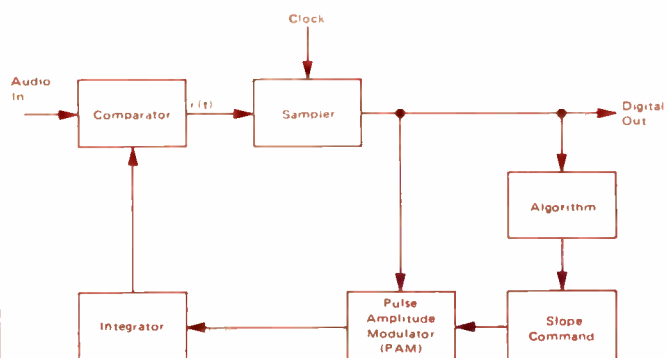 Clock
Audio
In
Comparator
Sampler
Digital
Out
Algorithm
Integrator
Pulse
Amplitude
Modulator
(PAM)
Slope
Command